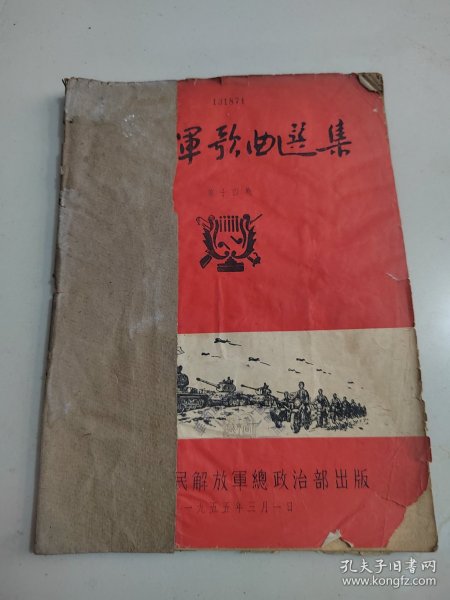 131871
軍歌曲選集
第十四集
民解放軍總政治部出版
一九五五年三月一日
孔夫子旧书网
www.kongfz.com